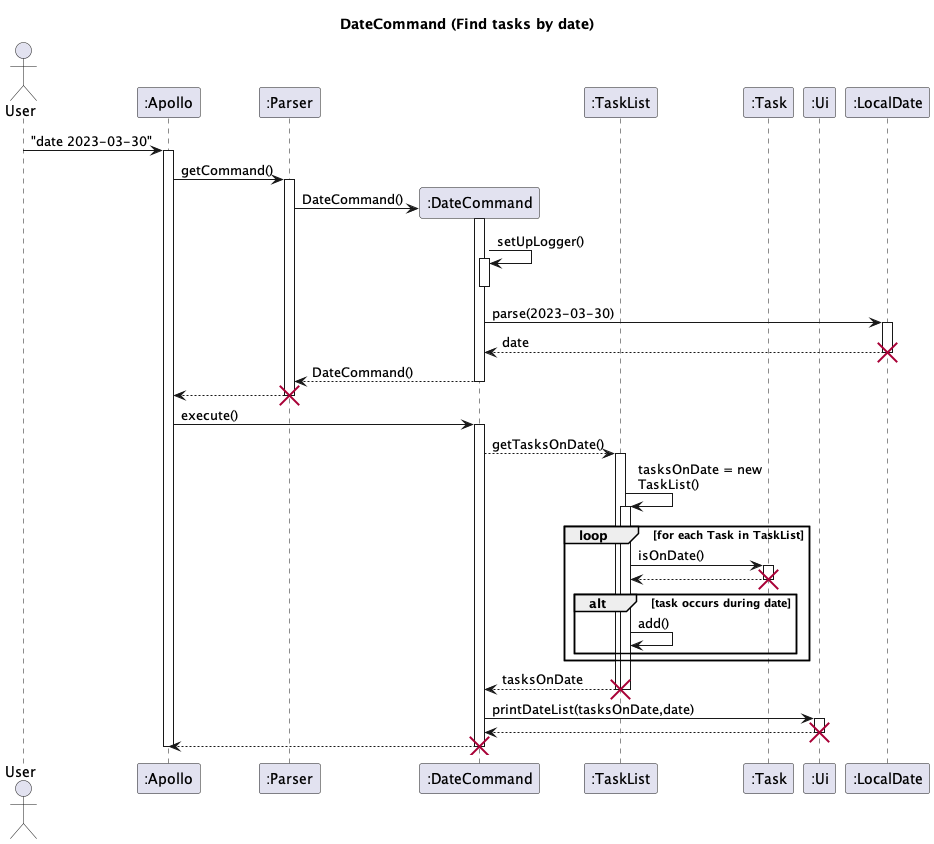 DateCommand (Find tasks by date)
User
:Apollo
:Parser
:TaskList
:Task
:Ui
:LocalDate
"date 2023-03-30"
getCommand()
DateCommand()
:DateCommand
setUpLogger()
parse(2023-03-30)
date
DateCommand()
execute()
getTasksOnDate()
tasksOnDate = new
TaskList()
loop
[for each Task in TaskList]
isOnDate()
alt
[task occurs during date]
add()
tasksOnDate
printDateList(tasksOnDate,date)
User
:Apollo
:Parser
:DateCommand
:TaskList
:Task
:Ui
:LocalDate